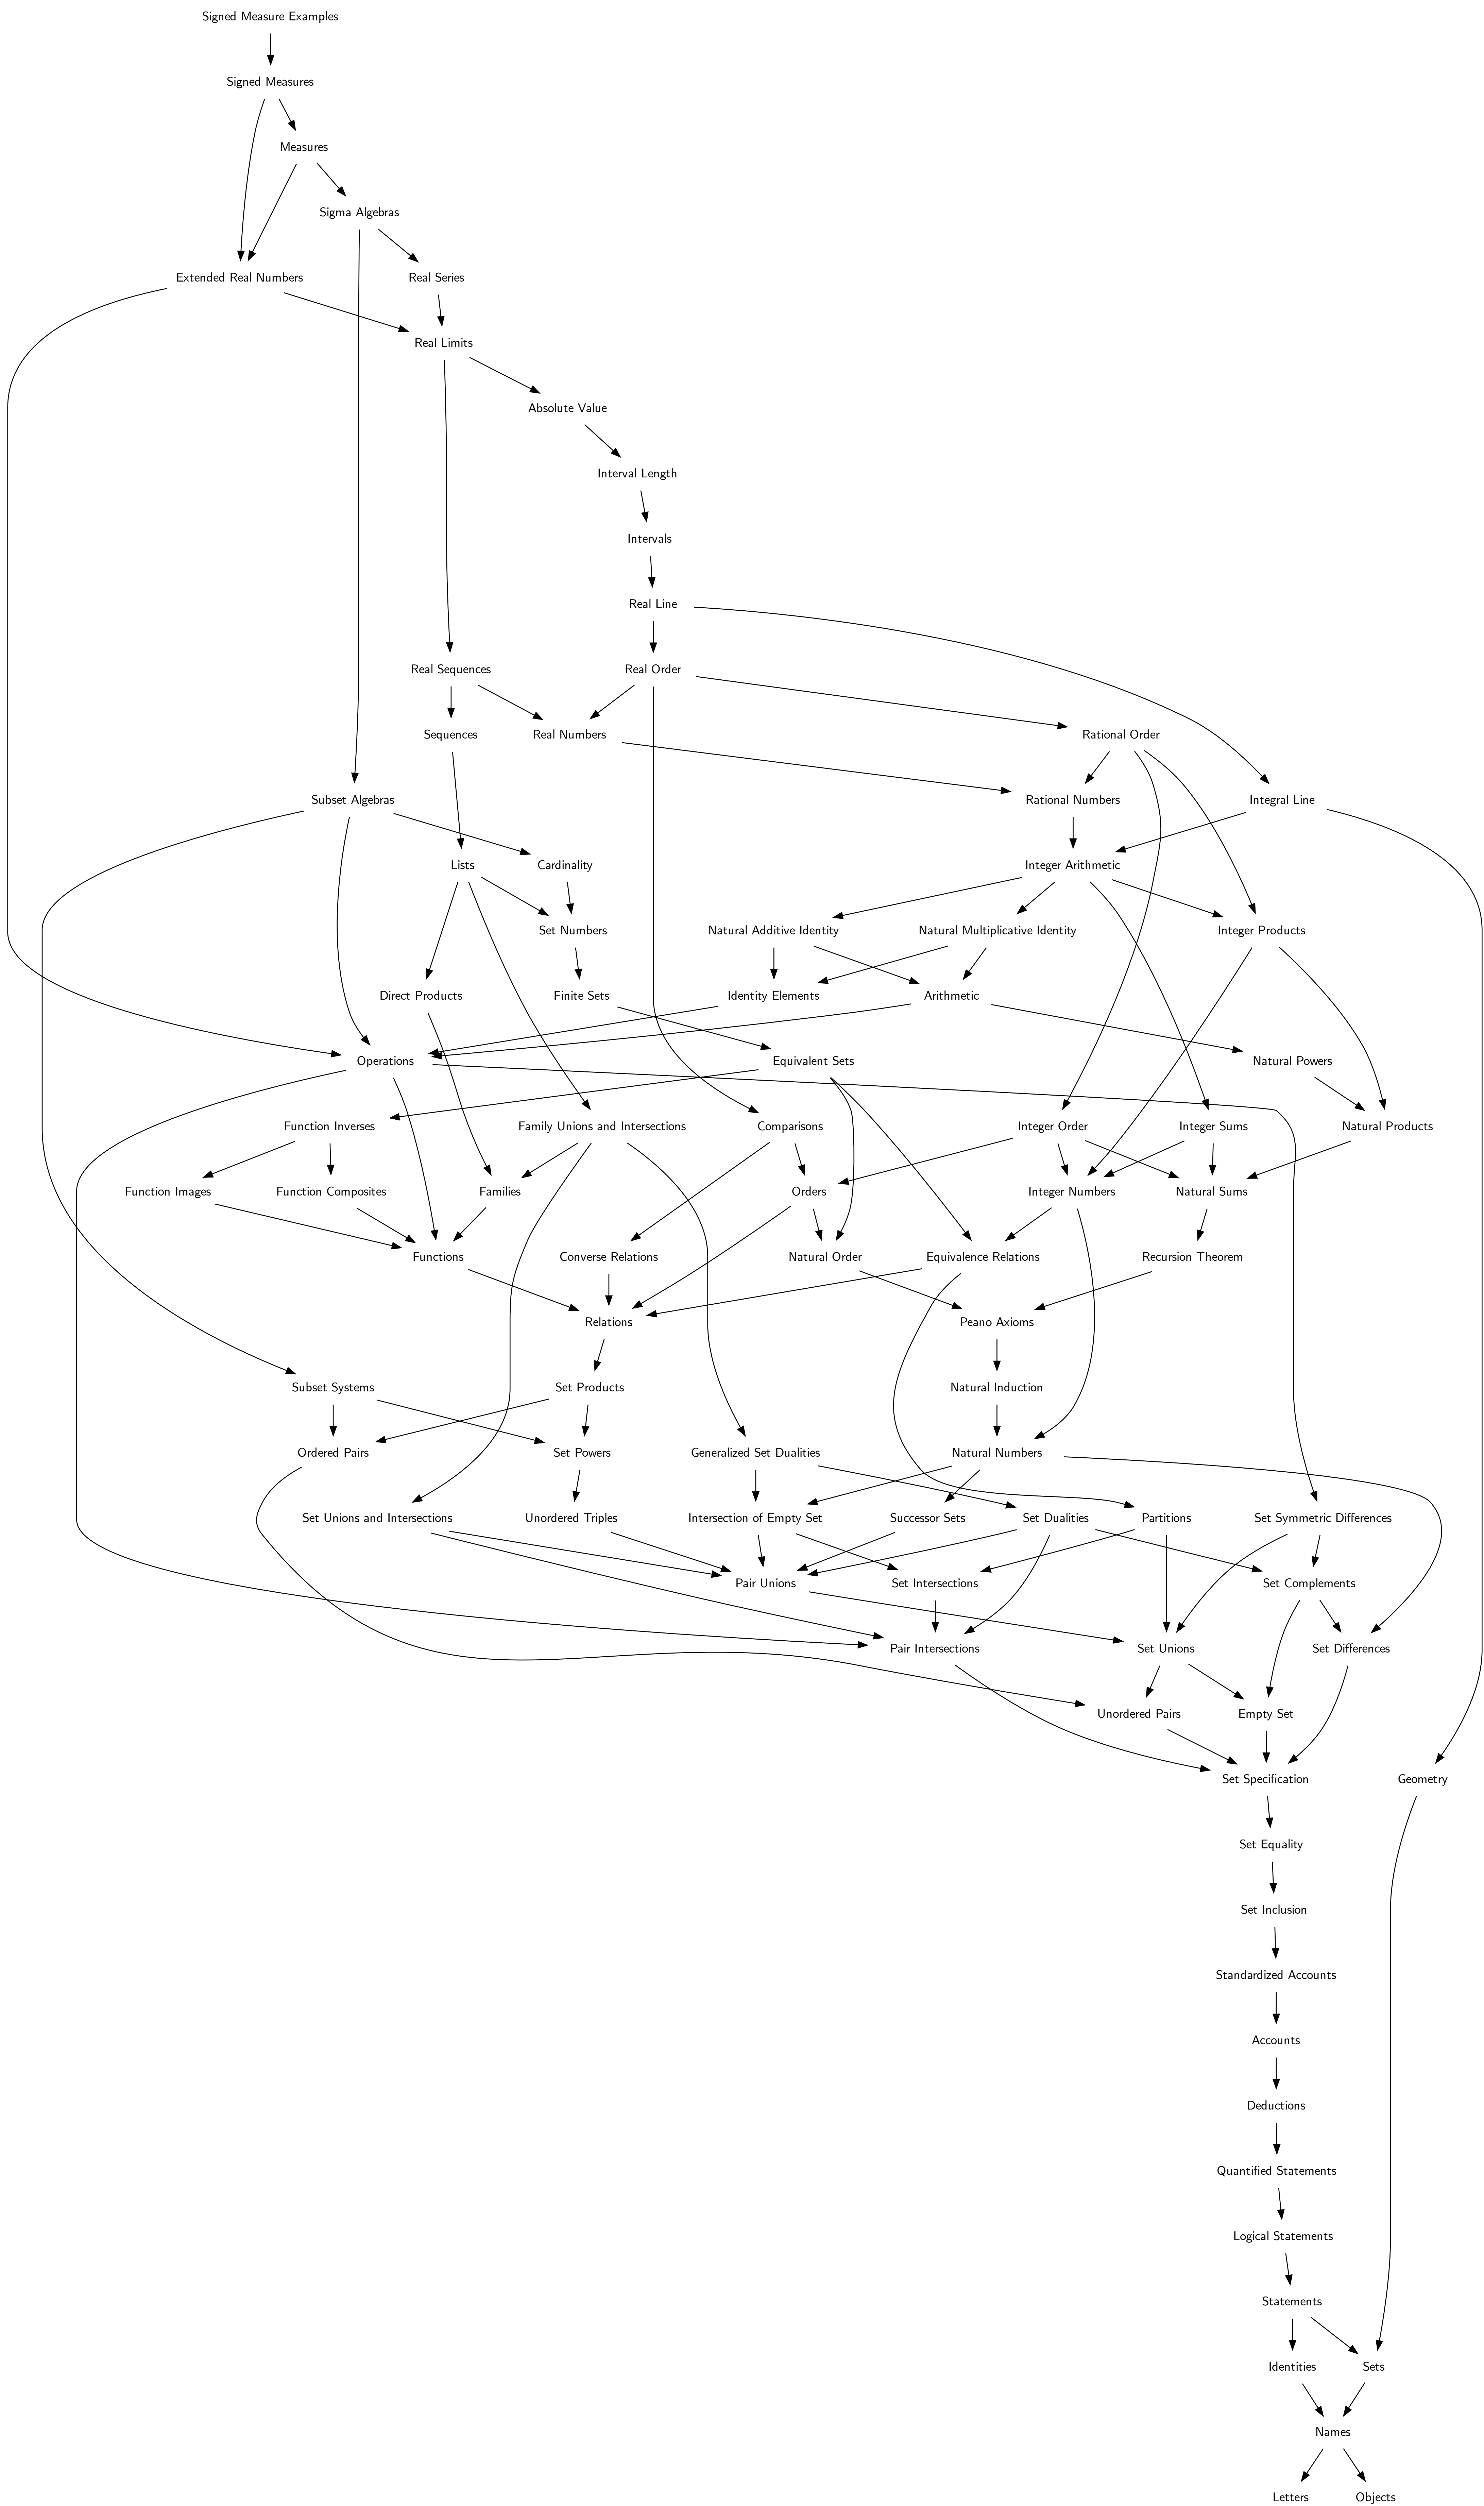 Signed Measure Examples
Signed Measures
Measures
Sigma Algebras
Extended Real Numbers
Real Series
Real Limits
Absolute Value
Interval Length
Intervals
Real Line
Real Sequences
Real Order
Sequences
Real Numbers
Rational Order
Subset Algebras
Rational Numbers
Integral Line
Lists
Cardinality
Integer Arithmetic
Set Numbers
Natural Additive Identity
Natural Multiplicative Identity
Integer Products
Direct Products
Finite Sets
Identity Elements
Arithmetic
Operations
Equivalent Sets
Natural Powers
Function Inverses
Family Unions and Intersections
Comparisons
Integer Order
Integer Sums
Natural Products
Function Images
Function Composites
Families
Orders
Integer Numbers
Natural Sums
Functions
Converse Relations
Natural Order
Equivalence Relations
Recursion Theorem
Relations
Peano Axioms
Subset Systems
Set Products
Natural Induction
Ordered Pairs
Set Powers
Generalized Set Dualities
Natural Numbers
Set Unions and Intersections
Unordered Triples
Intersection of Empty Set
Successor Sets
Set Dualities
Partitions
Set Symmetric Differences
Pair Unions
Set Intersections
Set Complements
Pair Intersections
Set Unions
Set Differences
Unordered Pairs
Empty Set
Set Specification
Geometry
Set Equality
Set Inclusion
Standardized Accounts
Accounts
Deductions
Quantified Statements
Logical Statements
Statements
Identities
Sets
Names
Letters
Objects